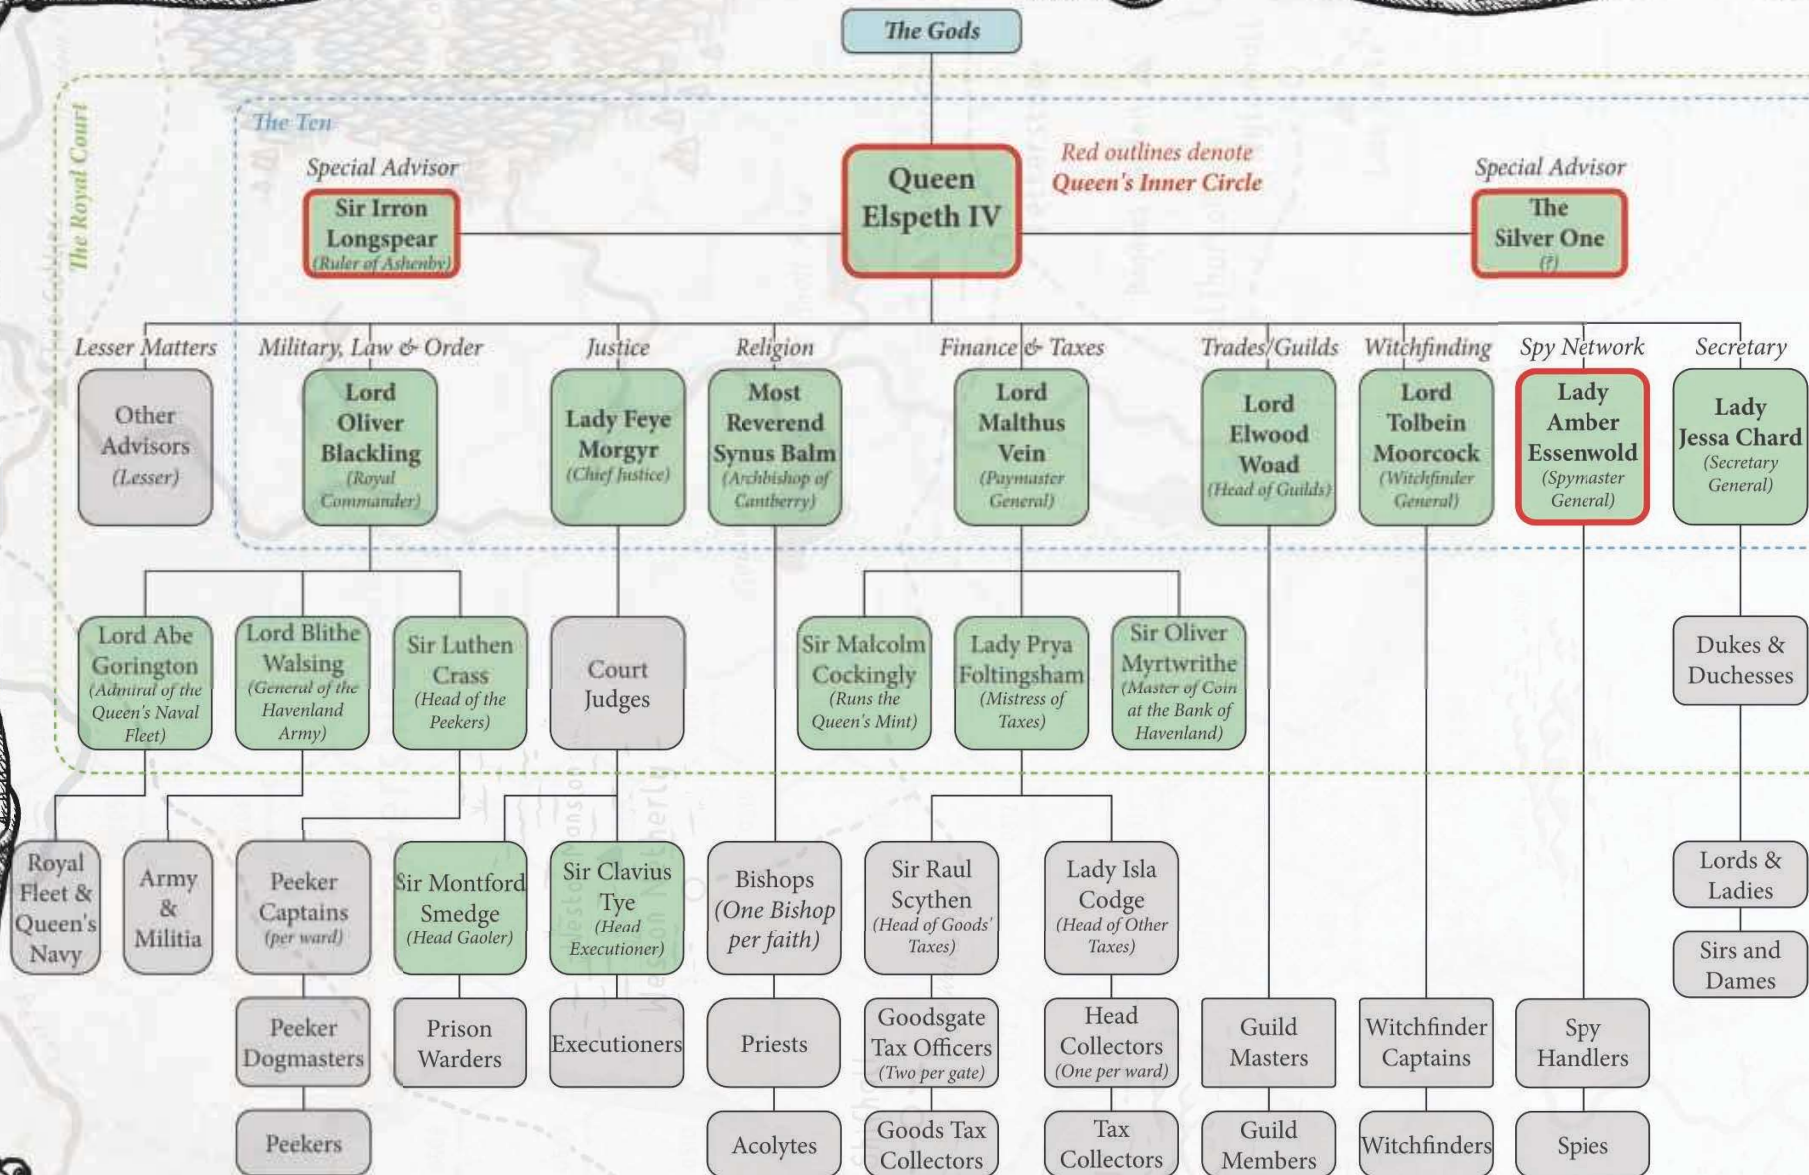 The Gods
The Royal Court
The Ten
Special Advisor
Sir Irron
Longspear
(Ruler of Ashenby)
Queen
Elspeth IV
Red outlines denote
Queen's Inner Circle
Special Advisor
The
Silver One
(?)
Lesser Matters
Other
Advisors
(Lesser)
Military, Law & Order
Lord
Oliver
Blackling
(Royal
Commander)
Justice
Lady Feye
Morgyr
(Chief Justice)
Religion
Most
Reverend
Synus Balm
(Archbishop of
Cantberry)
Finance & Taxes
Lord
Malthus
Vein
(Paymaster
General)
Trades/Guilds
Lord
Elwood
Woad
(Head of Guilds)
Witchfinding
Lord
Tolbein
Moorcock
(Witchfinder
General)
Spy Network
Lady
Amber
Essenwold
(Spymaster
General)
Secretary
Lady
Jessa Chard
(Secretary
General)
Lord Abe
Gorington
(Admiral of the
Queen's Naval
Fleet)
Lord Blithe
Walsing
(General of the
Havenland
Army)
Sir Luthen
Crass
(Head of the
Peekers)
Court
Judges
Sir Malcolm
Cockingly
(Runs the
Queen's Mint)
Lady Prya
Foltingsham
(Mistress of
Taxes)
Sir Oliver
Myrtwrithe
(Master of Coin
at the Bank of
Havenland)
Dukes &
Duchesses
Royal
Fleet &
Queen's
Navy
Army
&
Militia
Peeker
Captains
(per ward)
Sir Montford
Smedge
(Head Gaoler)
Sir Clavius
Tye
(Head
Executioner)
Bishops
(One Bishop
per faith)
Sir Raul
Scythen
(Head of Goods'
Taxes)
Lady Isla
Codge
(Head of Other
Taxes)
Lords &
Ladies
Sirs and
Dames
Peeker
Dogmasters
Prison
Warders
Executioners
Priests
Goodsgate
Tax Officers
(Two per gate)
Head
Collectors
(One per ward)
Guild
Masters
Witchfinder
Captains
Spy
Handlers
Peekers
Acolytes
Goods Tax
Collectors
Tax
Collectors
Guild
Members
Witchfinders
Spies